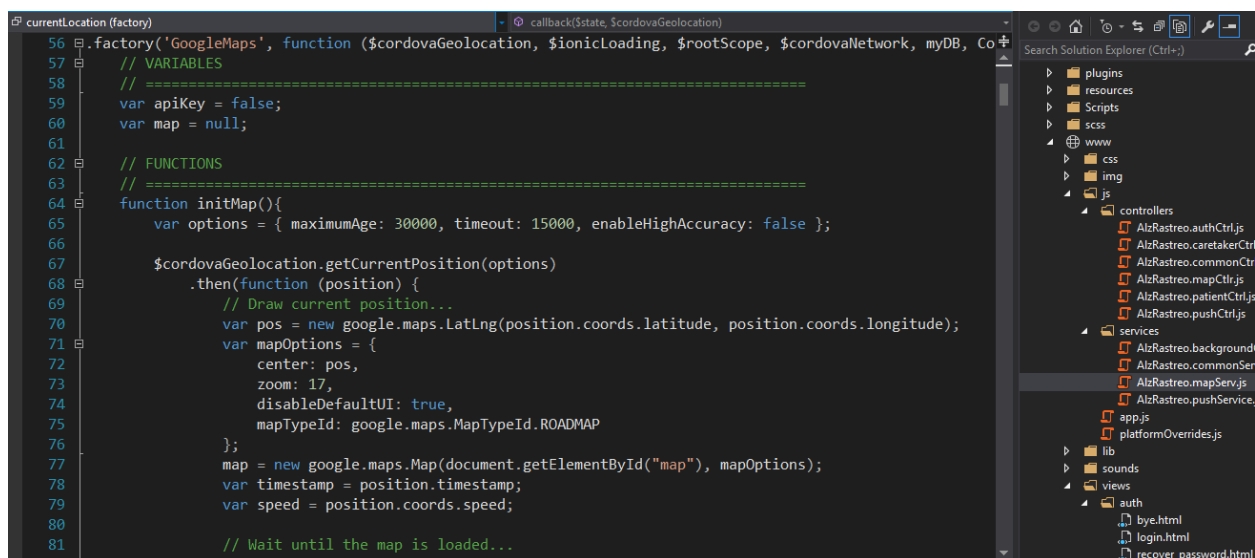 currentLocation (factory)
callback($state, $cordovaGeolocation)
56 .factory('GoogleMaps', function ($cordovaGeolocation, $ionicLoading, $rootScope, $cordovaNetwork, myDB, Co
57 // VARIABLES
58 // =============================================================================
59 var apiKey = false;
60 var map = null;
61
62 // FUNCTIONS
63 // =============================================================================
64 function initMap(){
65 var options = { maximumAge: 30000, timeout: 15000, enableHighAccuracy: false };
66
67 $cordovaGeolocation.getCurrentPosition(options)
68 .then(function (position) {
69 // Draw current position...
70 var pos = new google.maps.LatLng(position.coords.latitude, position.coords.longitude);
71 var mapOptions = {
72 center: pos,
73 zoom: 17,
74 disableDefaultUI: true,
75 mapTypeId: google.maps.MapTypeId.ROADMAP
76 };
77 map = new google.maps.Map(document.getElementById("map"), mapOptions);
78 var timestamp = position.timestamp;
79 var speed = position.coords.speed;
80
81 // Wait until the map is loaded...
Search Solution Explorer (Ctrl+;)
plugins
resources
Scripts
scss
www
css
img
js
controllers
AlzRastreo.authCtrl.js
AlzRastreo.caretakerCtrl
AlzRastreo.commonCtr
AlzRastreo.mapCtlr.js
AlzRastreo.patientCtrl.js
AlzRastreo.pushCtrl.js
services
AlzRastreo.background
AlzRastreo.commonSer
AlzRastreo.mapServ.js
AlzRastreo.pushService.
app.js
platformOverrides.js
lib
sounds
views
auth
bye.html
login.html
recover_password.html